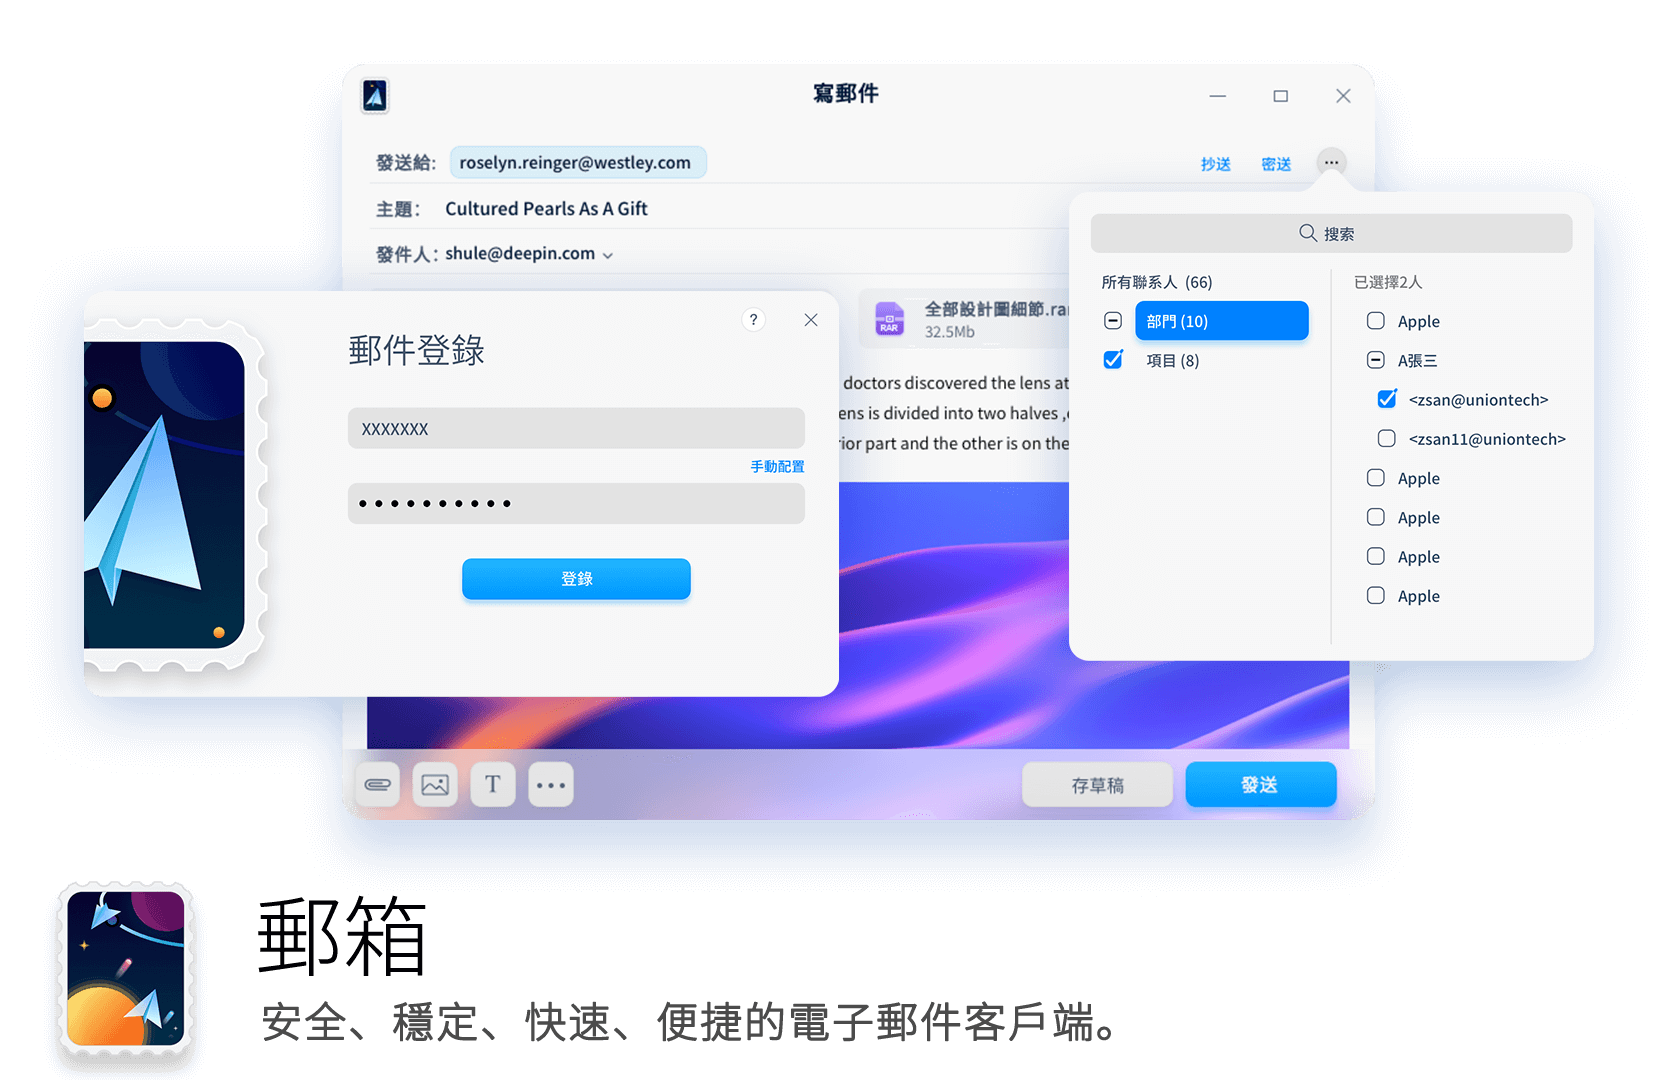 寫郵件
發送給:
roselyn.reinger@westley.com
抄送
密送
主題:
Cultured Pearls As A Gift
發件人:
shule@deepin.com
搜索
所有聯系人 (66)
部門 (10)
項目 (8)
已選擇2人
Apple
A張三
<zsan@uniontech>
<zsan11@uniontech>
Apple
Apple
Apple
Apple
全部設計圖細節.ra
RAR
32.5Mb
doctors discovered the lens at
ens is divided into two halves ,
rior part and the other is on the
?
郵件登錄
XXXXXXX
手動配置
登錄
T
存草稿
發送
郵箱
安全、穩定、快速、便捷的電子郵件客戶端。